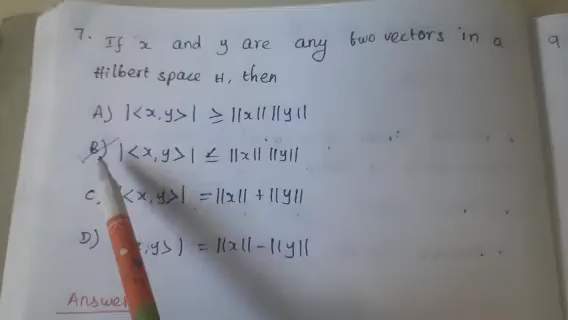 7. If x and y are any two vectors in a
Hilbert space H, then
A) |<x,y>| ≥ ||x|| ||y||
B) |<x,y>| ≤ ||x|| ||y||
C. <x,y>| = ||x|| + ||y||
D) x,y>| = ||x|| - ||y||
Answe
q